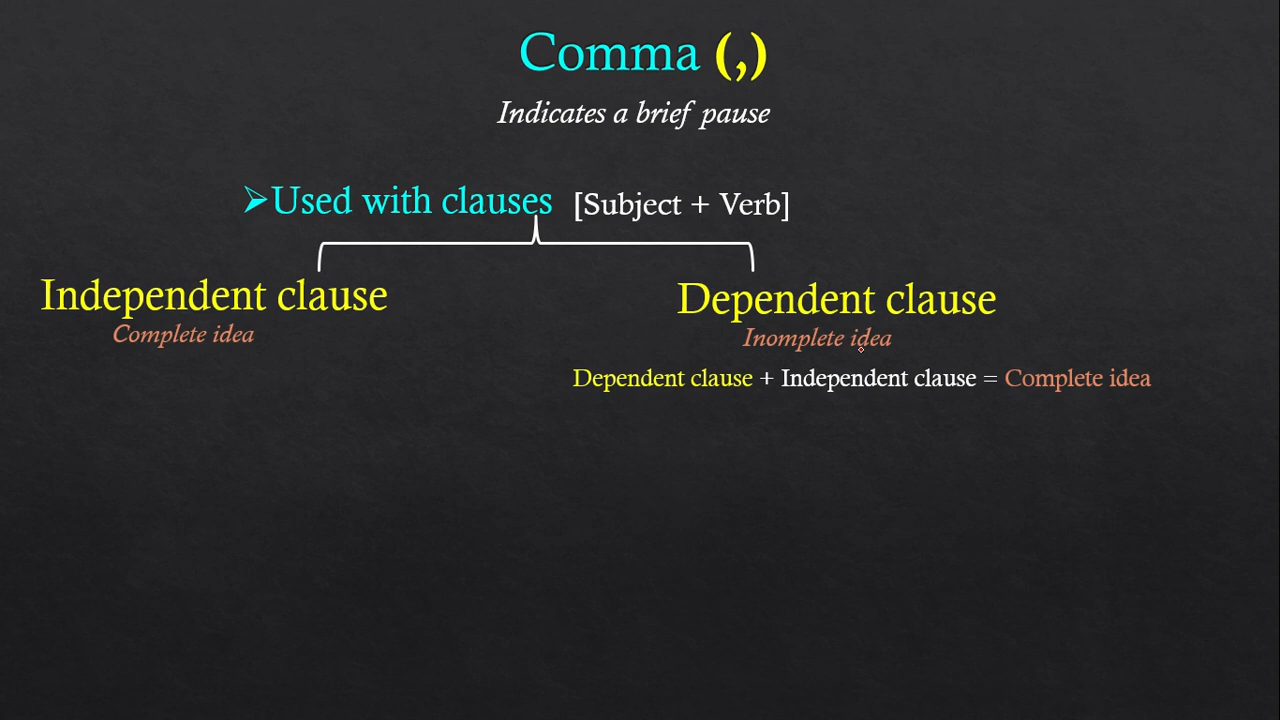 Comma (,)
Indicates a brief pause
➢Used with clauses [Subject + Verb]
Independent clause
Complete idea
Dependent clause
Inomplete idea
Dependent clause + Independent clause = Complete idea